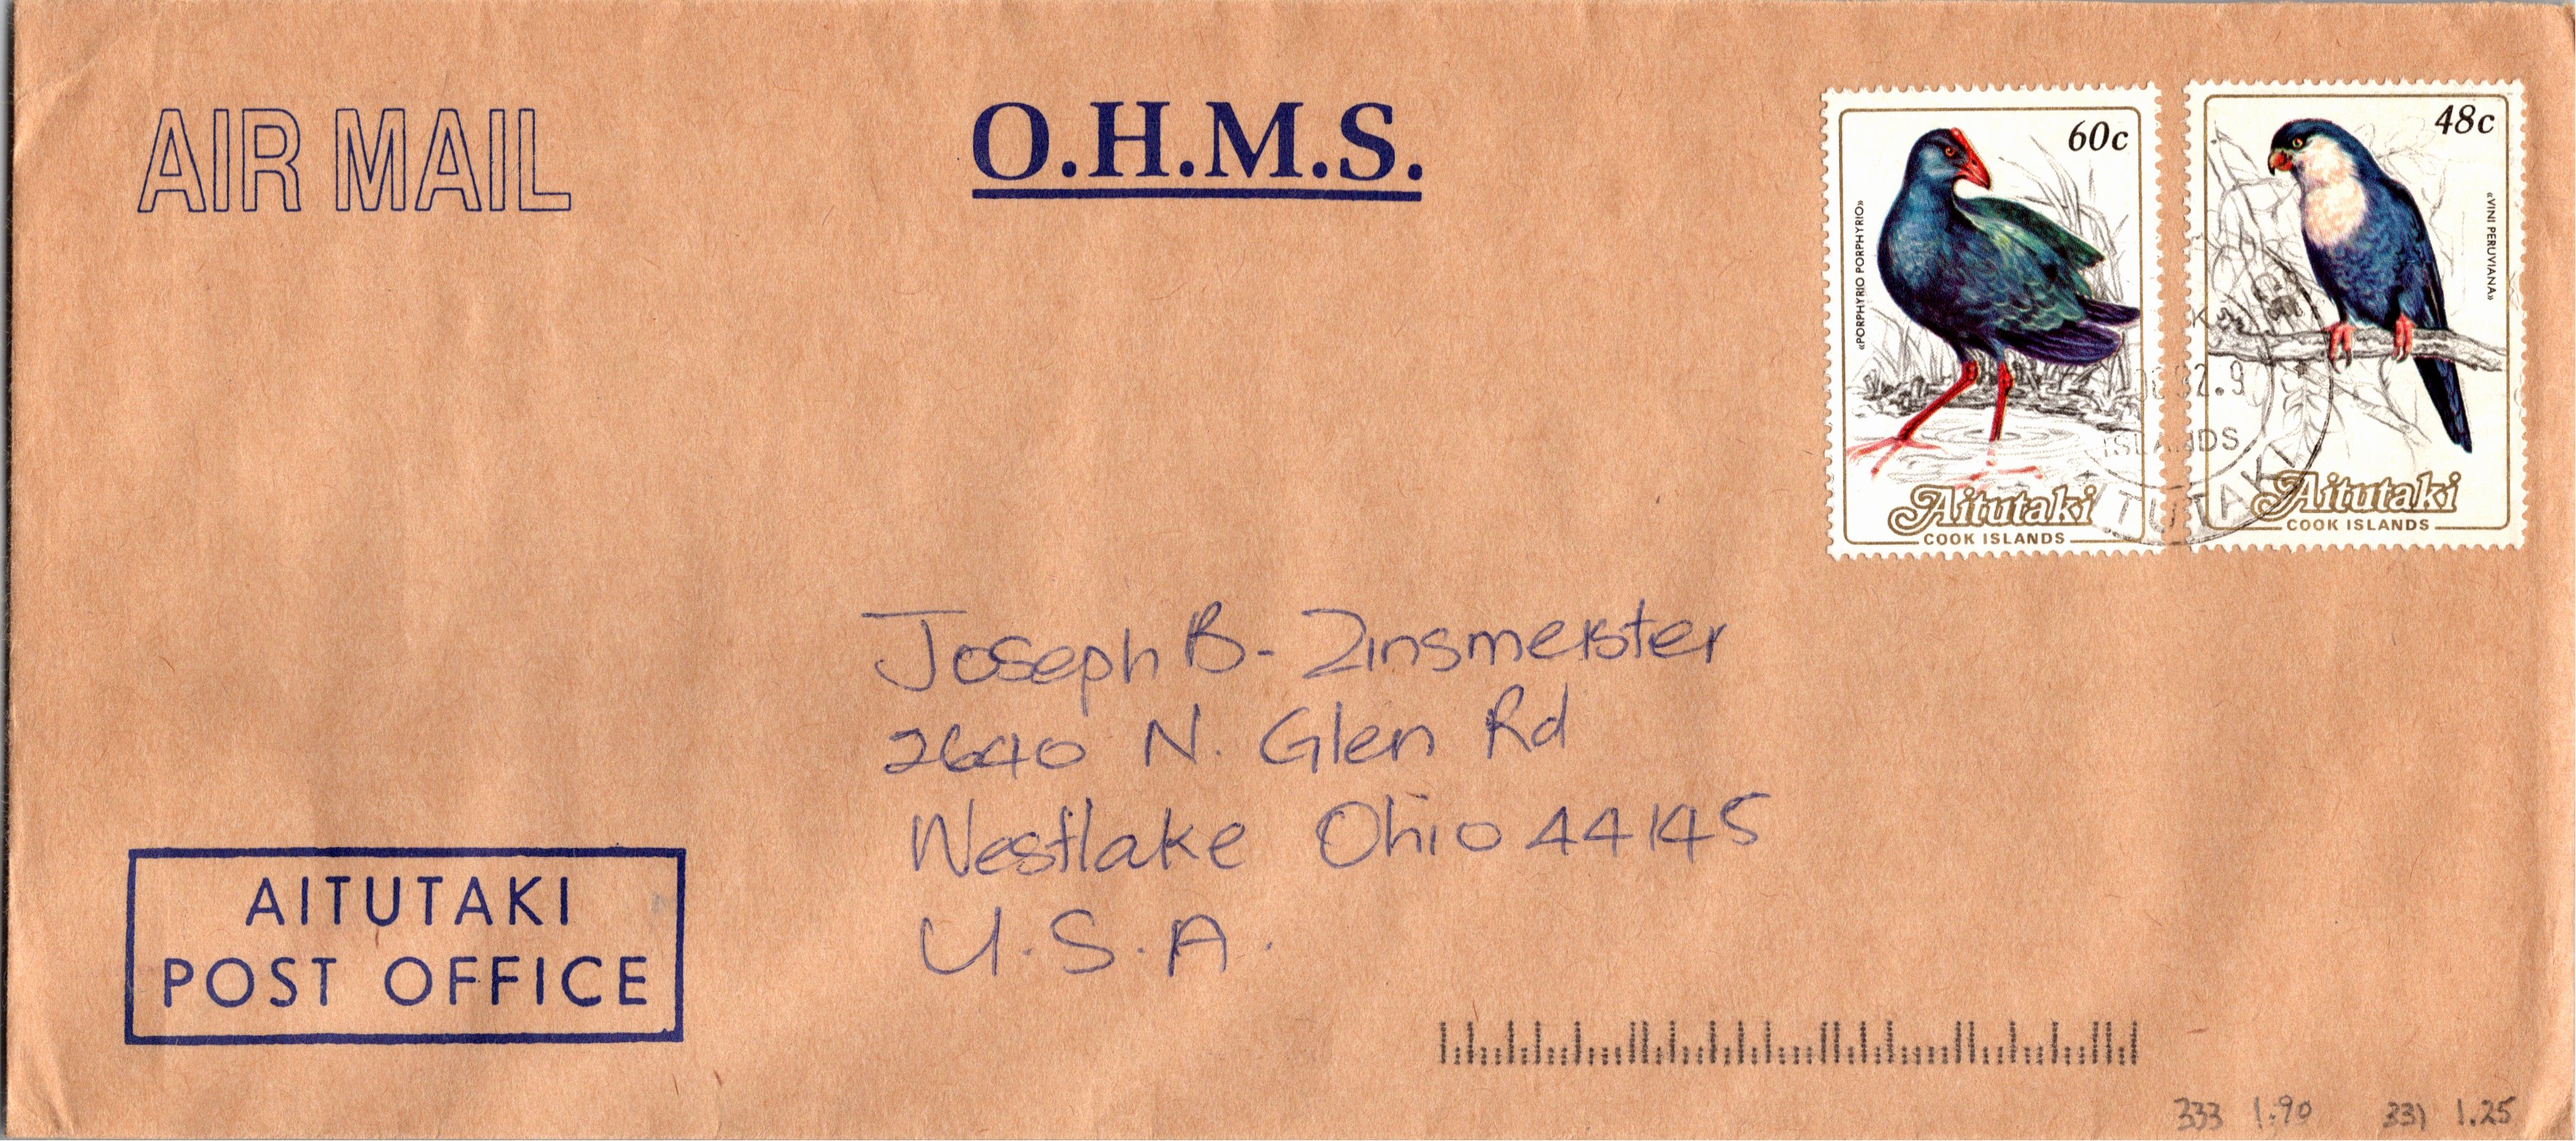 AIR MAIL
O.H.M.S.
60c
«PORPHYRIO PORPHYRIO»
Aitutaki
COOK ISLANDS
48c
«VINI PERUVIANA»
Aitutaki
COOK ISLANDS
ISLANDS
Joseph B- Zinsmeister
2640 N. Glen Rd
Westlake Ohio 44145
U.S.A.
AITUTAKI
POST OFFICE
333 1.90 331 1.25